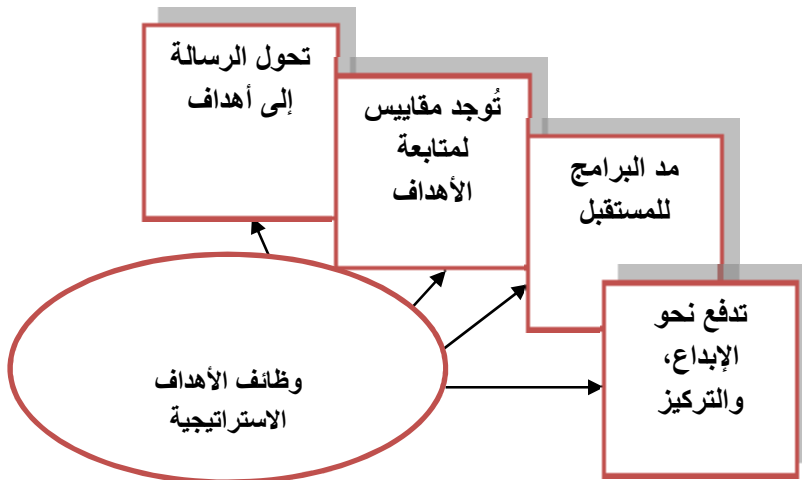 تحول الرسالة
إلى أهداف
تُوجد مقاييس
لمتابعة
الأهداف
مد البرامج
للمستقبل
تدفع نحو
الإبداع،
والتركيز
وظائف الأهداف
الاستراتيجية